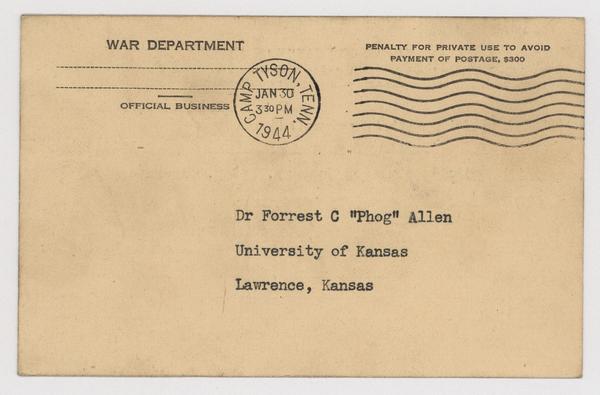 WAR DEPARTMENT
OFFICIAL BUSINESS
PENALTY FOR PRIVATE USE TO AVOID
PAYMENT OF POSTAGE, $300
CAMP TYSON, TENN.
JAN 30
3 30 PM
1944
Dr Forrest C "Phog" Allen
University of Kansas
Lawrence, Kansas